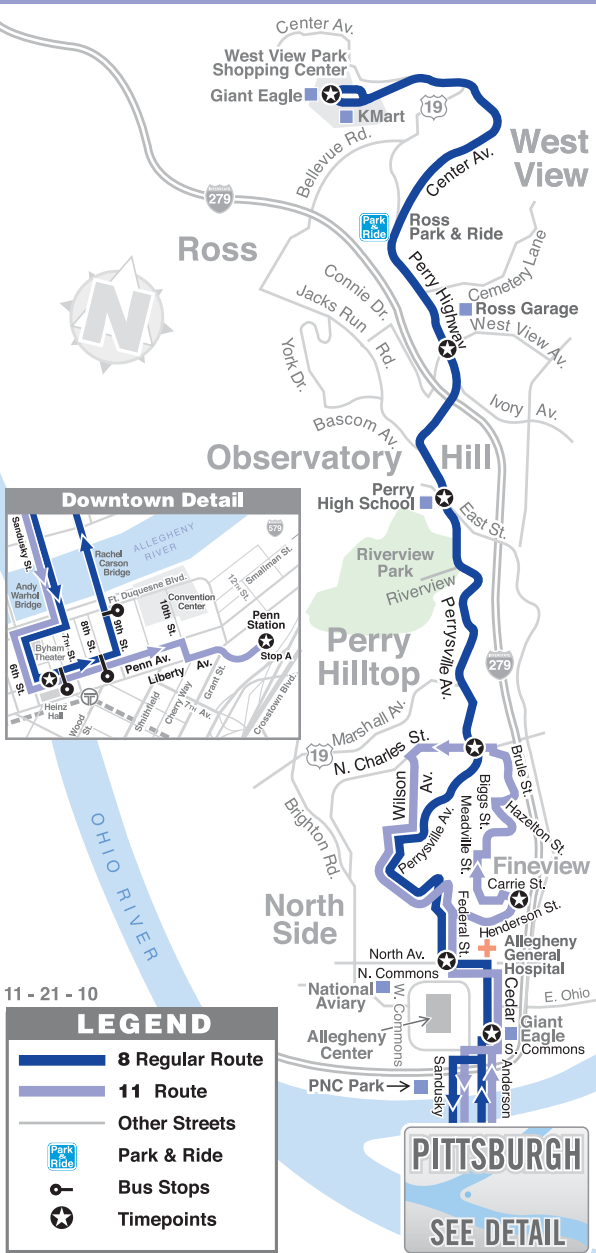 Center Av.
West View Park
Shopping Center
Giant Eagle
KMart
19
West
View
Bellevue Rd.
Center Av.
279
Park
&
Ride
Ross
Park & Ride
Ross
N
Connie Dr.
Jacks Run
Rd.
Perry Highway
Cemetery Lane
Ross Garage
West View Av.
York Dr.
Ivory Av.
Bascom Av.
Observatory Hill
Perry
High School
East St.
Riverview
Park
Riverview
Perrysville Av.
Perry
Hilltop
279
Downtown Detail
Sandusky St.
ALLEGHENY
RIVER
579
Rachel
Carson
Bridge
Andy
Warhol
Bridge
Ft. Duquesne Blvd.
12th St.
Smallman St.
Convention
Center
10th St.
9th St.
8th St.
7TH St.
6th St.
Byham
Theater
Penn
Station
Stop A
Penn Av.
Liberty Av.
Heinz
Hall
T
Wood
St.
Smithfield
Cherry Way
7TH Av.
Grant St.
Crosstown Blvd.
Marshall Av.
19
N. Charles St.
Wilson
Av.
Brighton Rd.
Perrysville Av.
Biggs St.
Meadville St.
Brule St.
Hazelton St.
Fineview
Carrie St.
Henderson St.
Federal St.
OHIO RIVER
North
Side
North Av.
N. Commons
Allegheny
General
Hospital
National
Aviary
W. Commons
Cedar
E. Ohio
Allegheny
Center
Giant
Eagle
S. Commons
PNC Park
Sandusky
Anderson
11 - 21 - 10
LEGEND
8 Regular Route
11 Route
Other Streets
Park
&
Ride
Park & Ride
Bus Stops
Timepoints
PITTSBURGH
SEE DETAIL